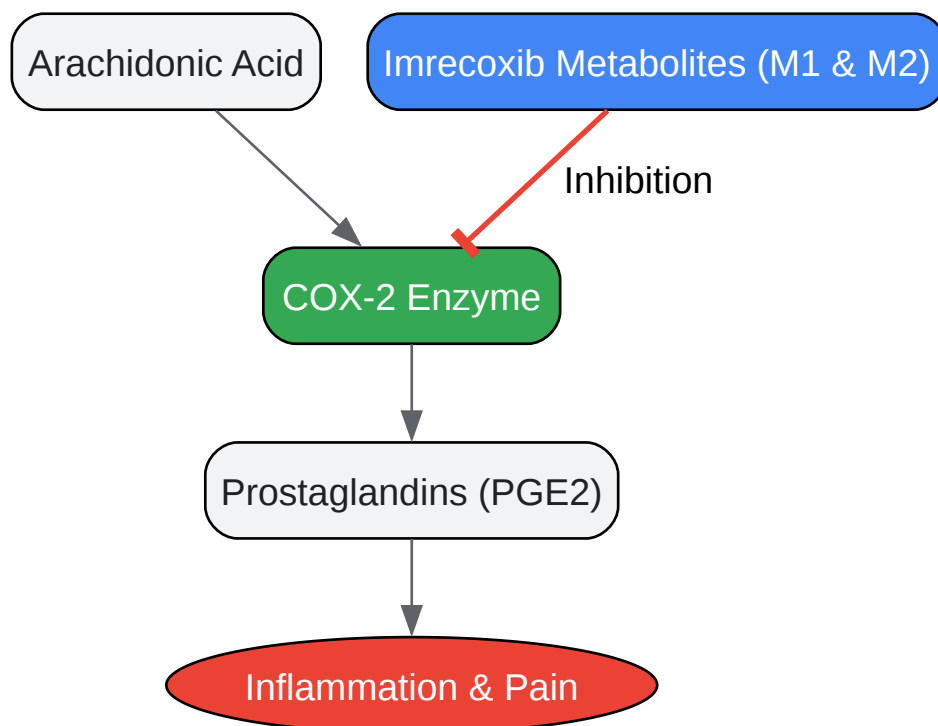 Arachidonic Acid
Imrecoxib Metabolites (M1 & M2)
Inhibition
COX-2 Enzyme
Prostaglandins (PGE2)
Inflammation & Pain